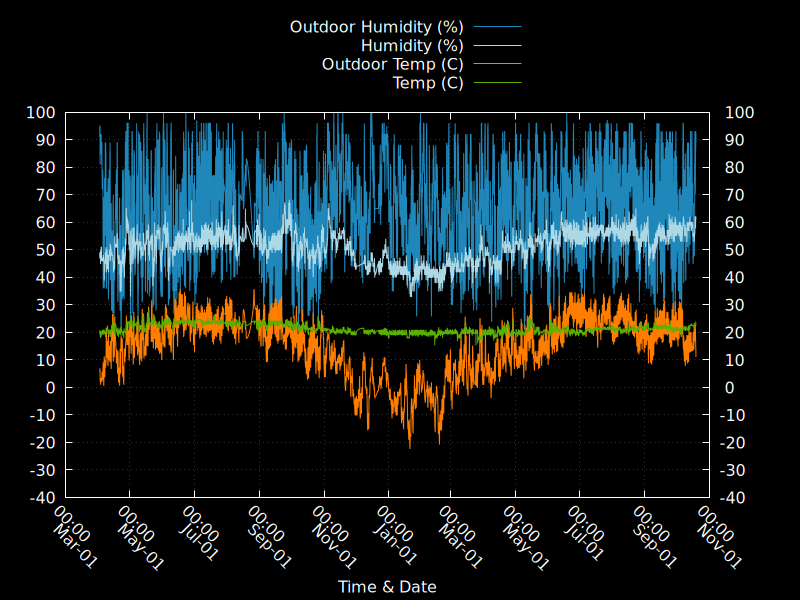 Outdoor Humidity (%)
Humidity (%)
Outdoor Temp (C)
Temp (C)
100 100
90 90
80 80
70 70
60 60
50 50
40 40
30 30
20 20
10 10
0 0
-10 -10
-20 -20
-30 -30
-40 -40
00:00 00:00 00:00 00:00 00:00 00:00 00:00 00:00 00:00 00:00 00:00
Mar-01 May-01 Jul-01 Sep-01 Nov-01 Jan-01 Mar-01 May-01 Jul-01 Sep-01 Nov-01
Time & Date